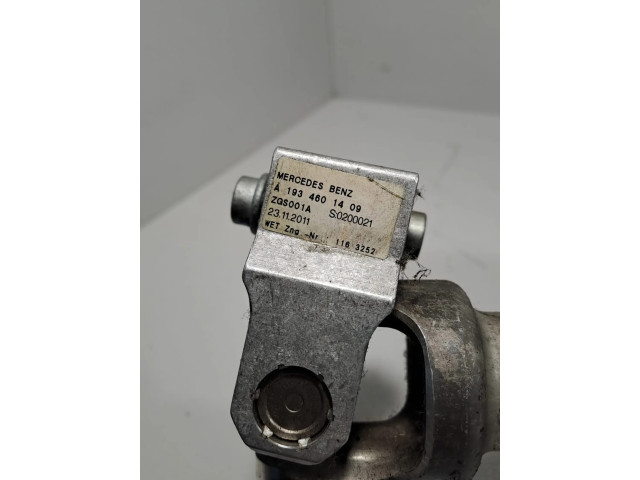 MERCEDES BENZ
A 193 460 14 09
ZGS001A S:0200021
23.11.2011
WET Zng.-Nr.: 116.3252